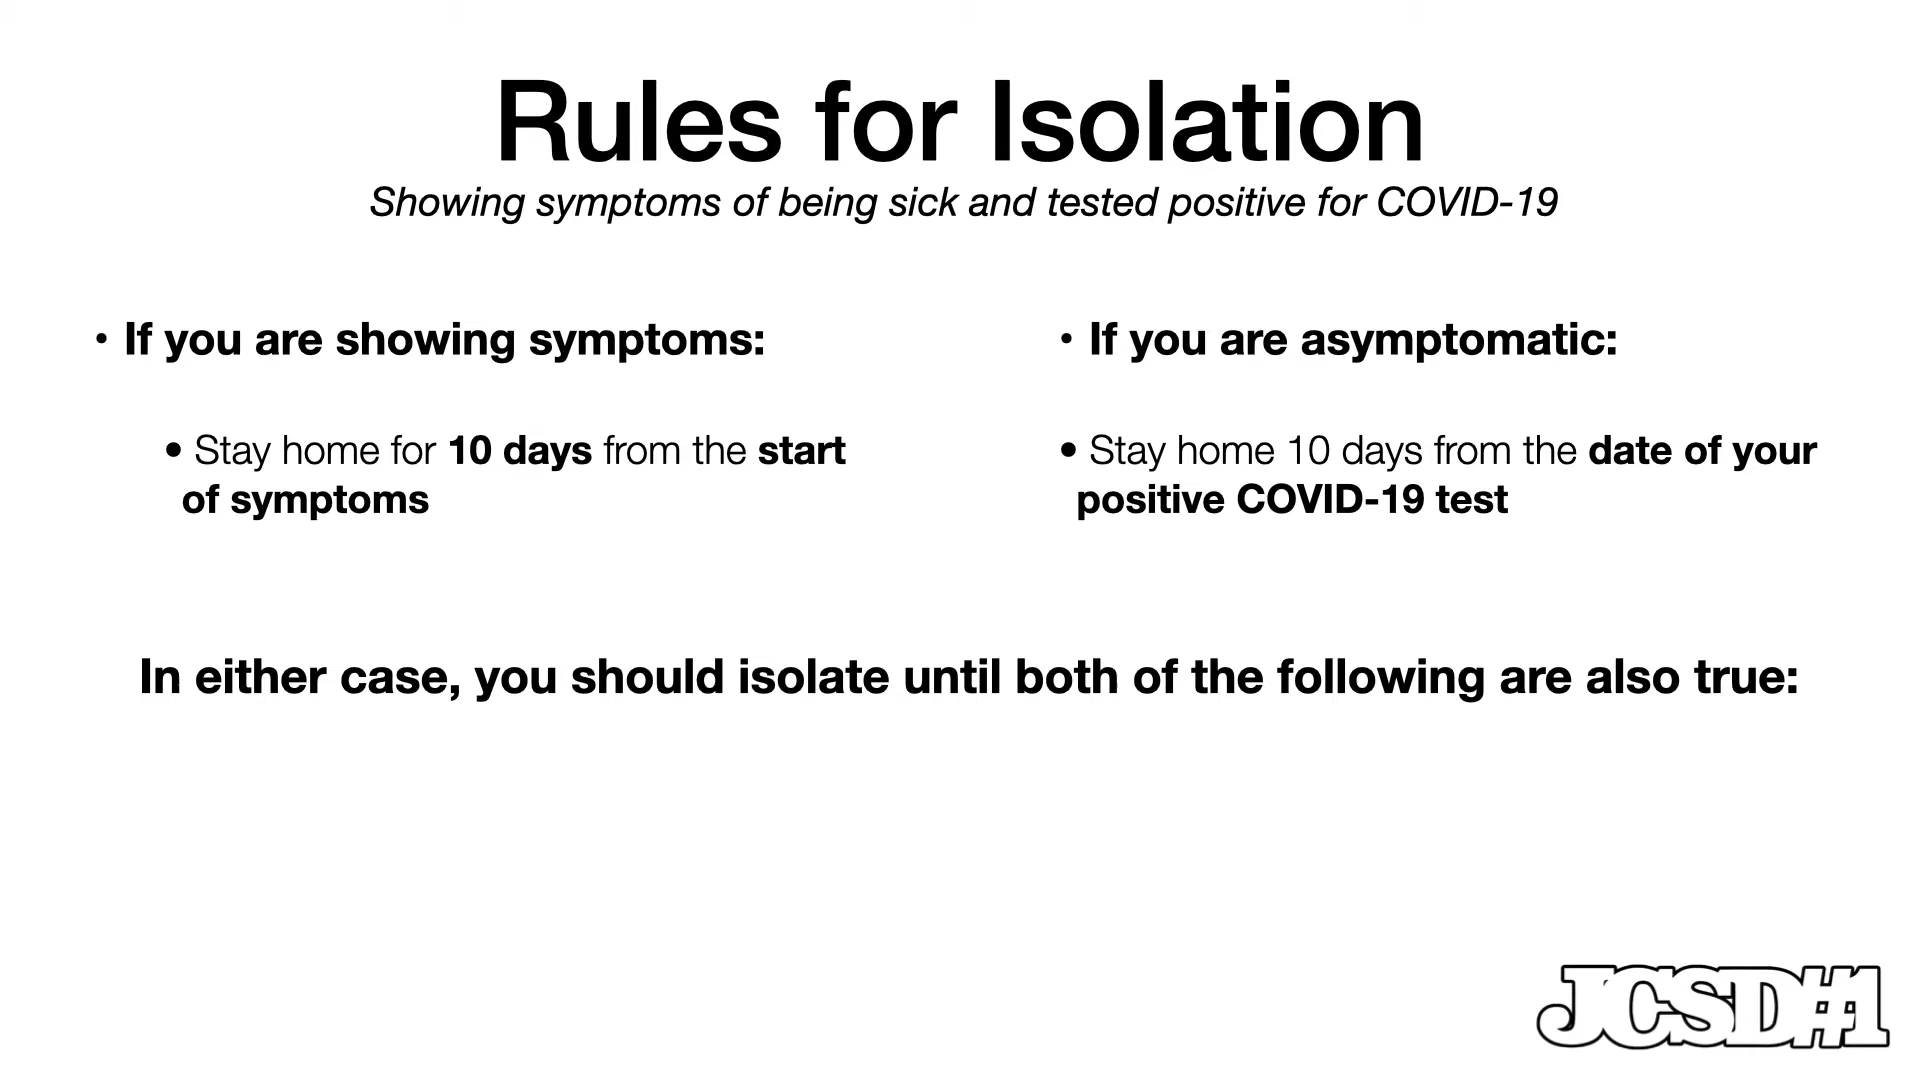 Rules for Isolation
Showing symptoms of being sick and tested positive for COVID-19
• If you are showing symptoms:
• Stay home for 10 days from the start
of symptoms
• If you are asymptomatic:
• Stay home 10 days from the date of your
positive COVID-19 test
In either case, you should isolate until both of the following are also true:
JCSD#1